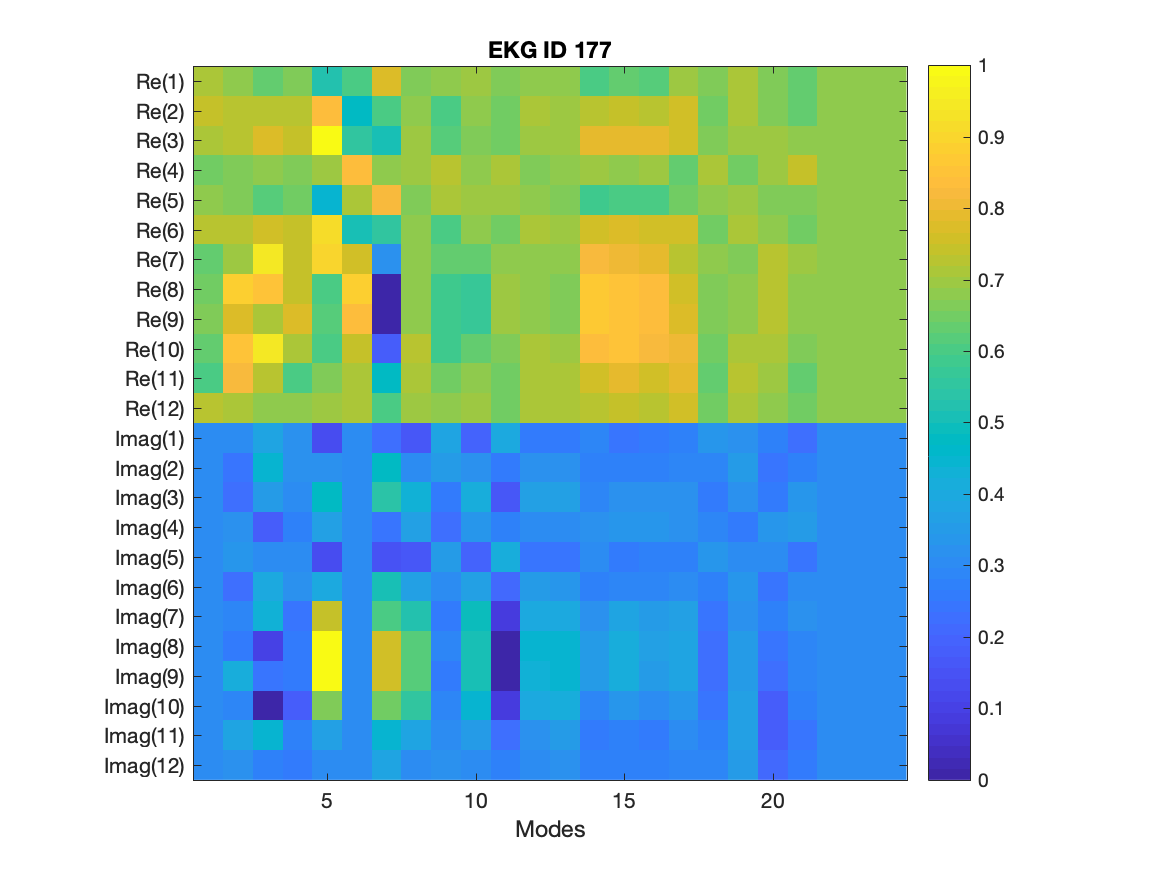 EKG ID 177
Re(1)
Re(2)
Re(3)
Re(4)
Re(5)
Re(6)
Re(7)
Re(8)
Re(9)
Re(10)
Re(11)
Re(12)
Imag(1)
Imag(2)
Imag(3)
Imag(4)
Imag(5)
Imag(6)
Imag(7)
Imag(8)
Imag(9)
Imag(10)
Imag(11)
Imag(12)
5 10 15 20
Modes
1
0.9
0.8
0.7
0.6
0.5
0.4
0.3
0.2
0.1
0